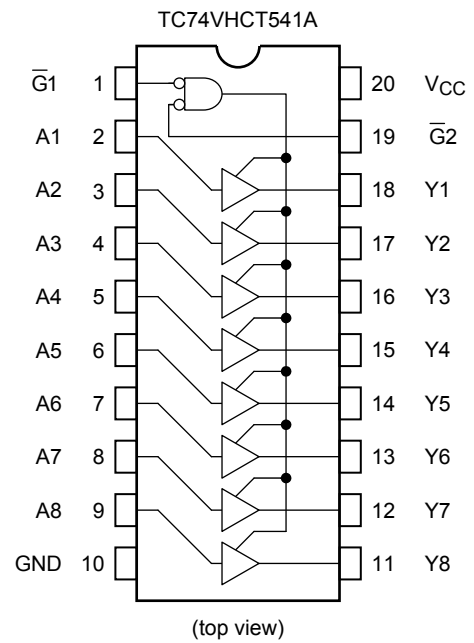 TC74VHCT541A
G̅1 1 20 VCC
A1 2 19 G̅2
A2 3 18 Y1
A3 4 17 Y2
A4 5 16 Y3
A5 6 15 Y4
A6 7 14 Y5
A7 8 13 Y6
A8 9 12 Y7
GND 10 11 Y8
(top view)